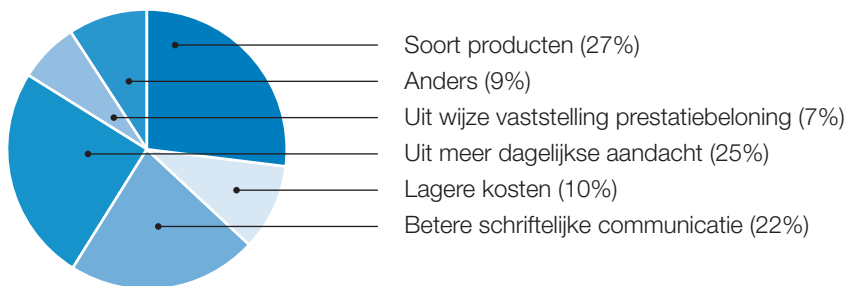 Soort producten (27%)
Anders (9%)
Uit wijze vaststelling prestatiebeloning (7%)
Uit meer dagelijkse aandacht (25%)
Lagere kosten (10%)
Betere schriftelijke communicatie (22%)